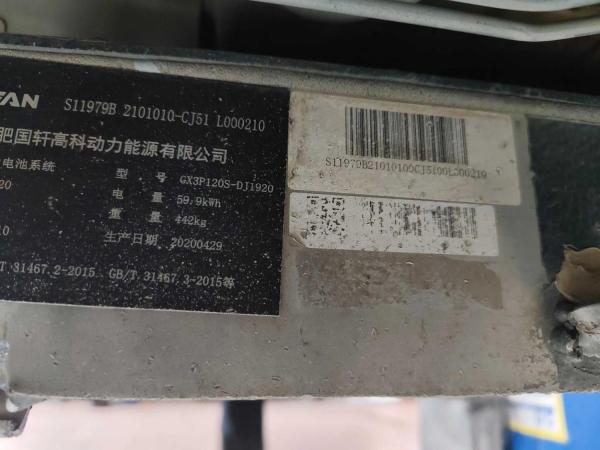 FAN S11979B 2101010-CJ51 L000210
肥国轩高科动力能源有限公司
电池系统
20 型 号 GX3P120S-DJ1920
电 量 59.9kWh
重 量 442kg
10 生产日期 20200429
T 31467.2-2015、GB/T 31467.3-2015等
S11979B21010100CJ5100L000210